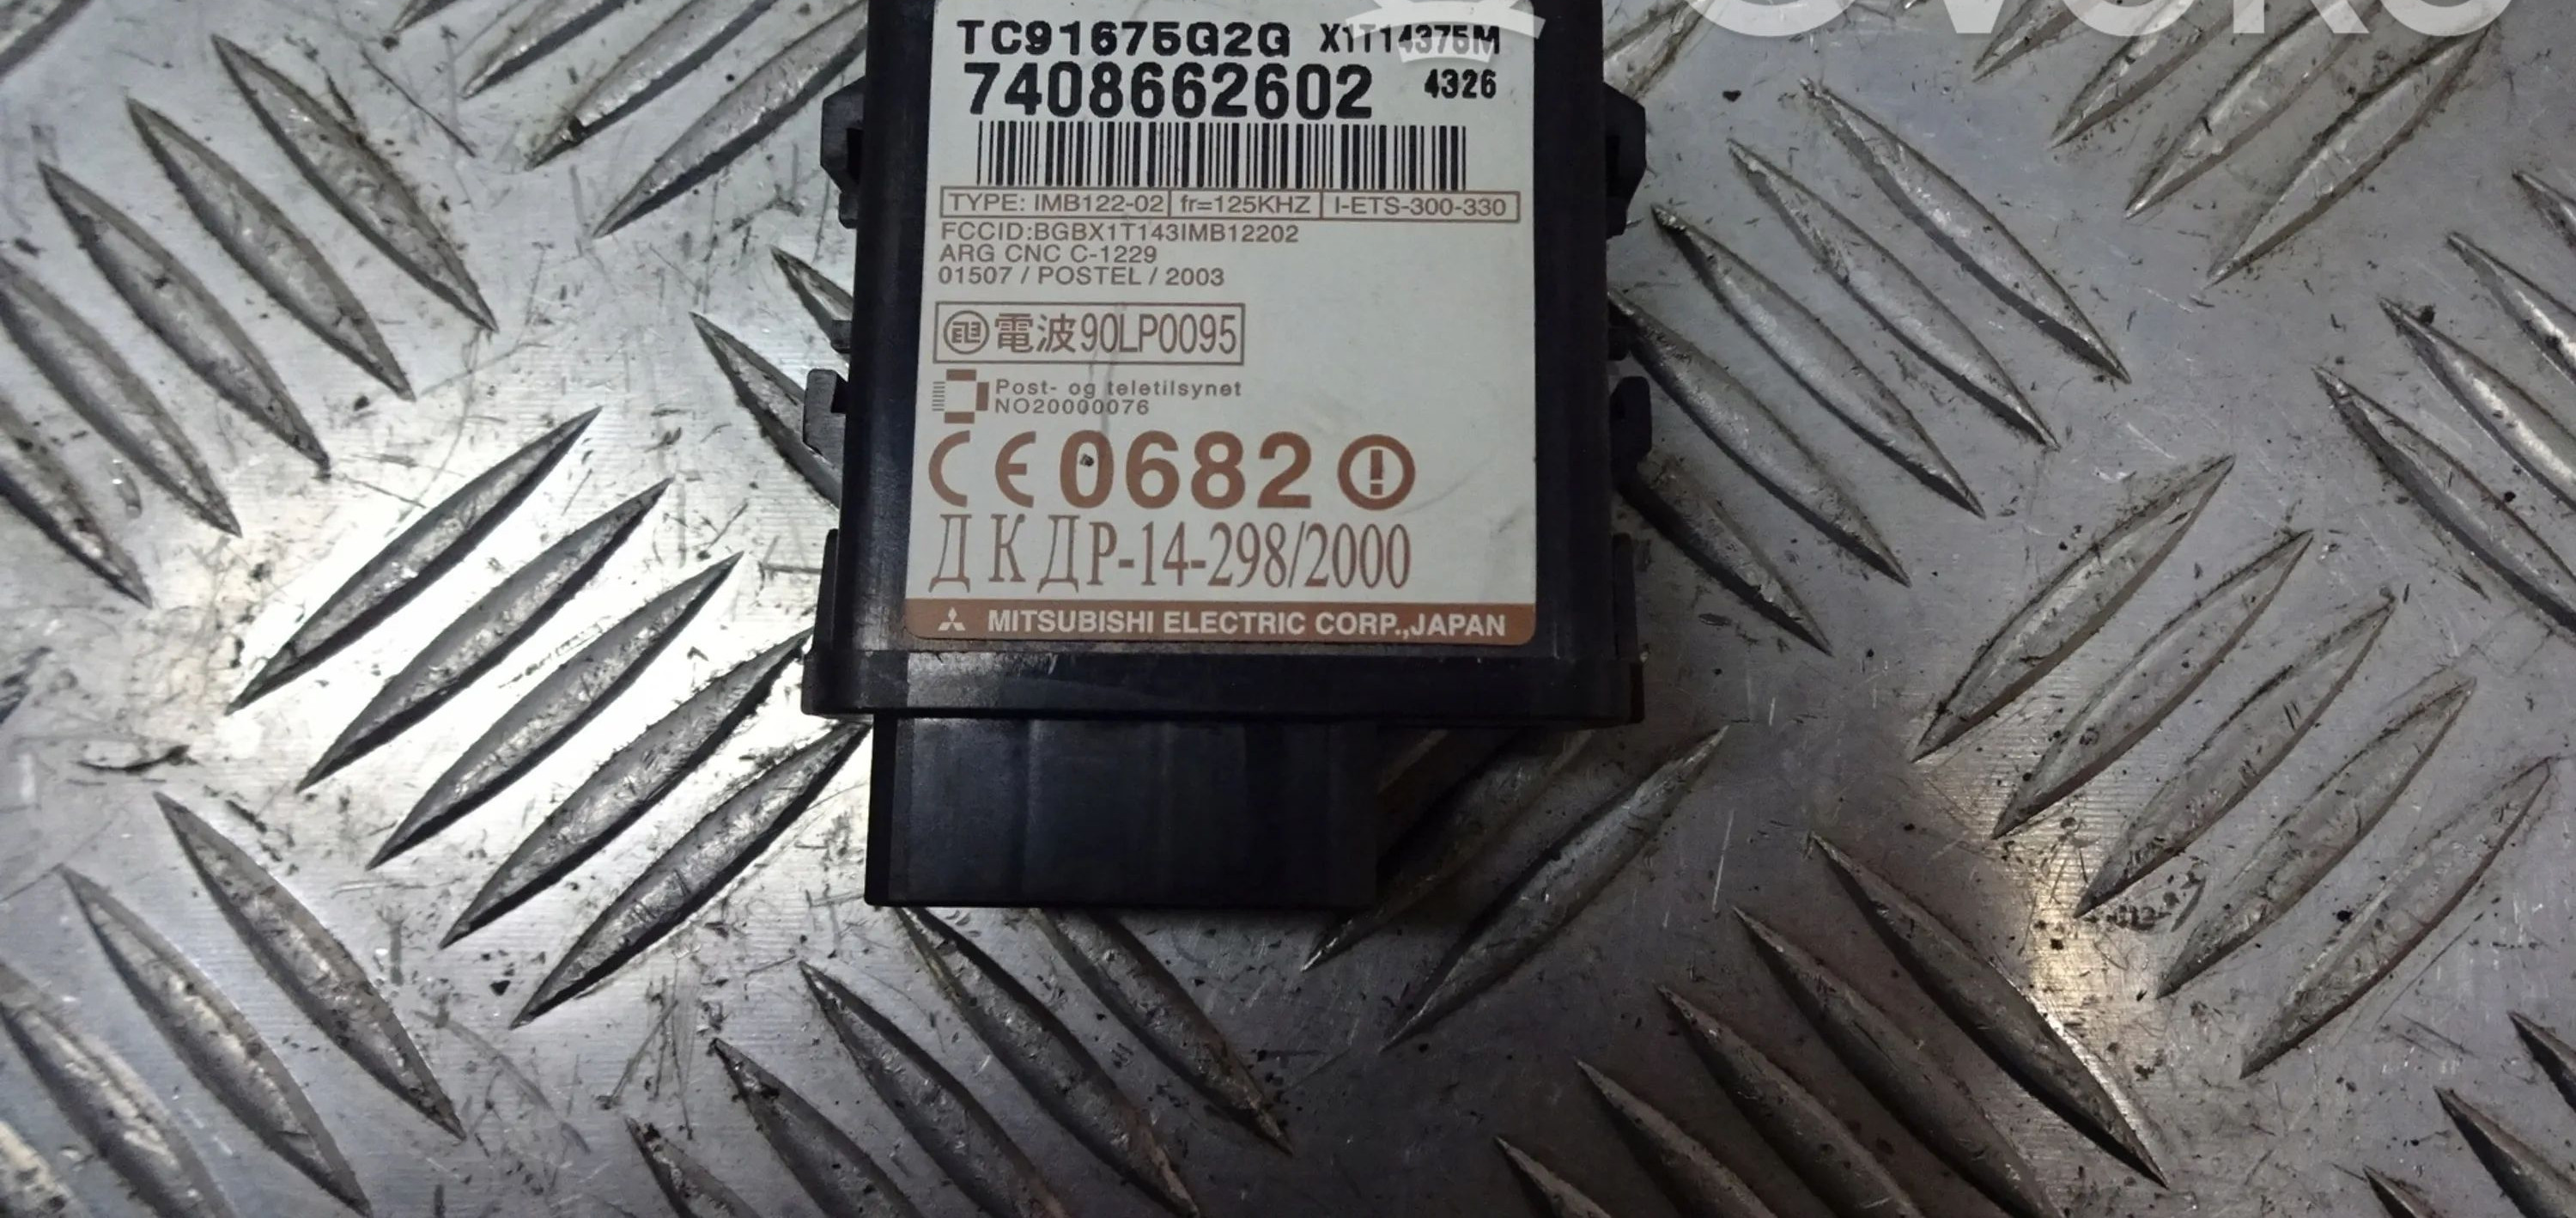 TC91675G2G X1T14375M
7408662602 4326
TYPE: IMB122-02 fr=125KHZ I-ETS-300-330
FCCID:BGBX1T143IMB12202
ARG CNC C-1229
01507 / POSTEL / 2003
電波90LP0095
Post- og teletilsynet
NO20000076
CE0682
ДКДР-14-298/2000
MITSUBISHI ELECTRIC CORP.,JAPAN